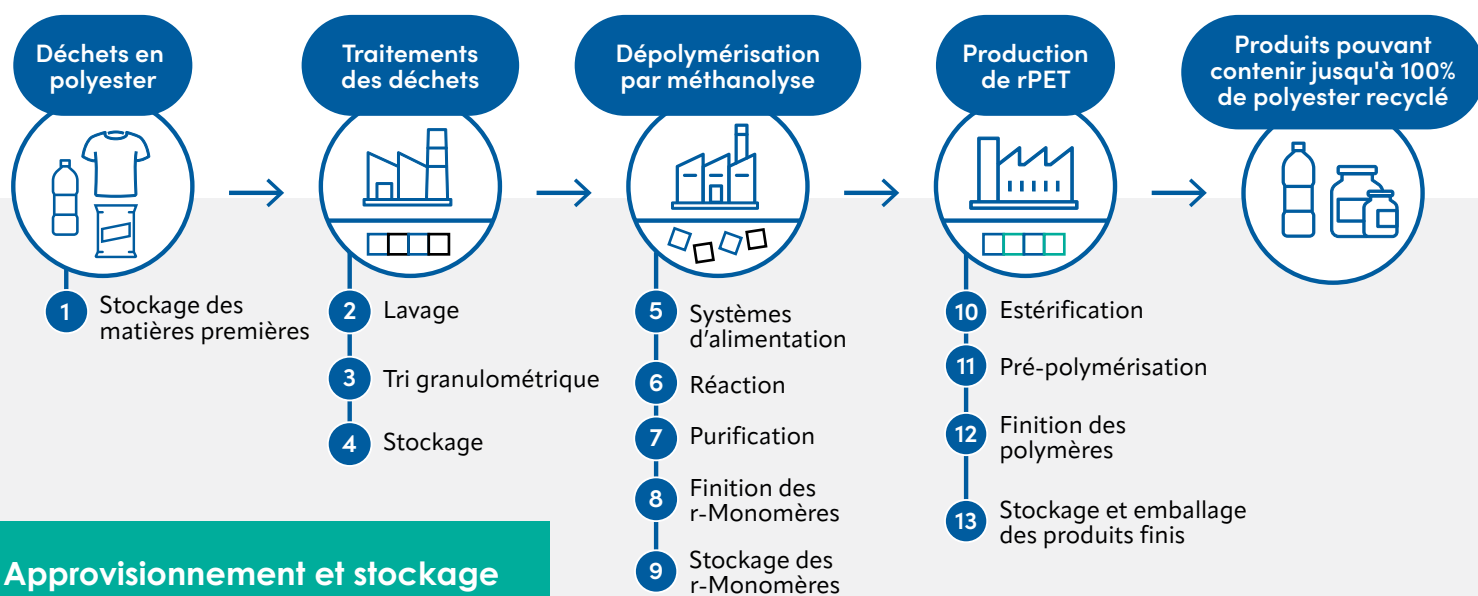 Déchets en
polyester
Traitements
des déchets
Dépolymérisation
par méthanolyse
Production
de rPET
Produits pouvant
contenir jusqu'à 100%
de polyester recyclé
1 Stockage des
matières premières
2 Lavage
3 Tri granulométrique
4 Stockage
5 Systèmes
d’alimentation
6 Réaction
7 Purification
8 Finition des
r-Monomères
9 Stockage des
r-Monomères
10 Estérification
11 Pré-polymérisation
12 Finition des
polymères
13 Stockage et emballage
des produits finis
Approvisionnement et stockage